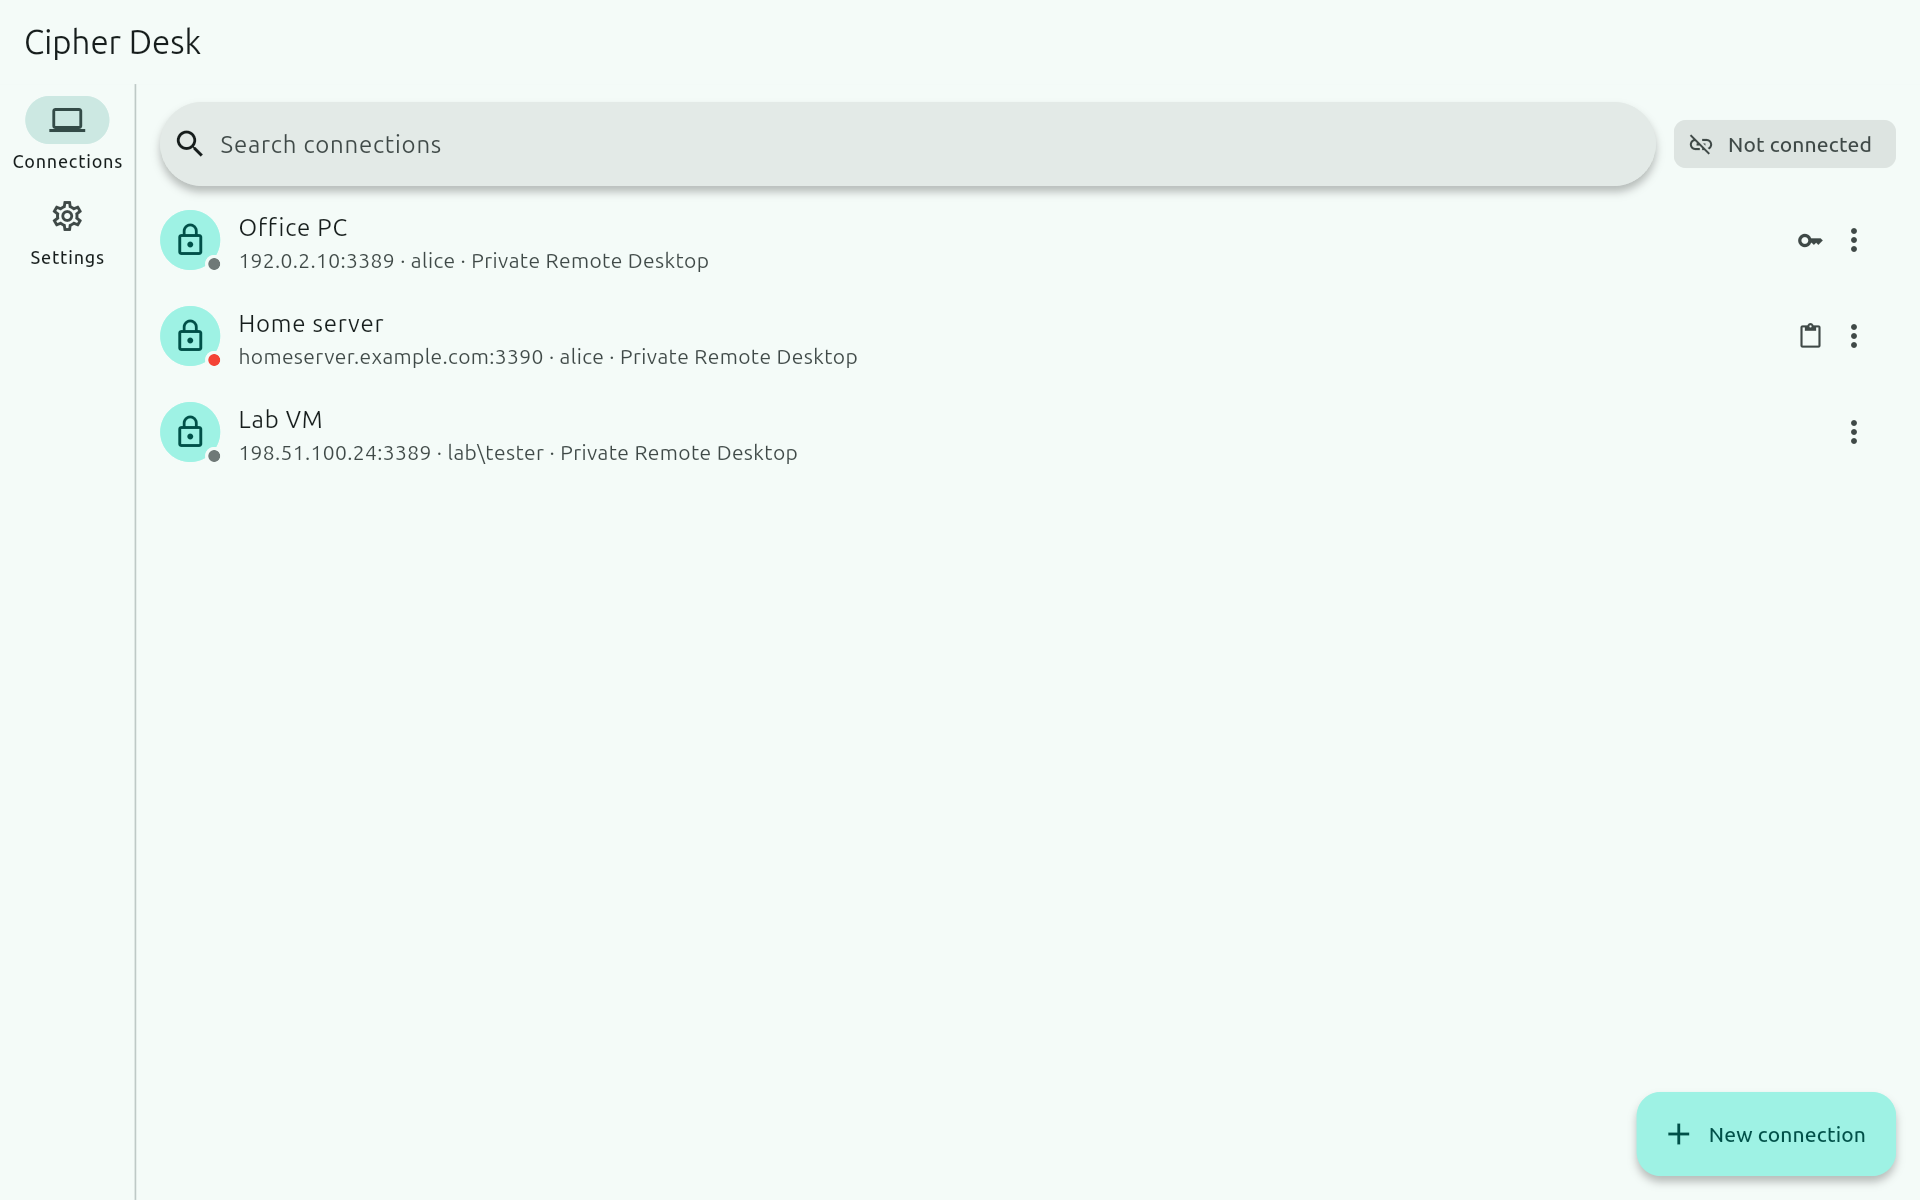 Cipher Desk
Connections
Settings
Search connections
Not connected
Office PC
192.0.2.10:3389 · alice · Private Remote Desktop
Home server
homeserver.example.com:3390 · alice · Private Remote Desktop
Lab VM
198.51.100.24:3389 · lab\tester · Private Remote Desktop
New connection